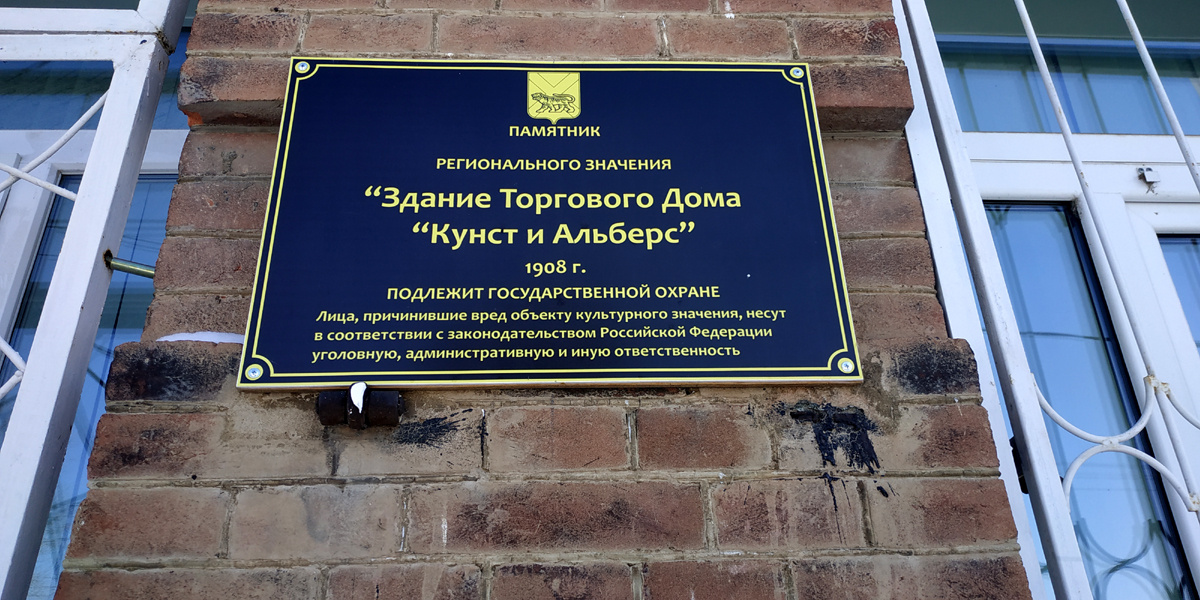 ПАМЯТНИК
РЕГИОНАЛЬНОГО ЗНАЧЕНИЯ
“Здание Торгового Дома
“Кунст и Альберс”
1908 г.
ПОДЛЕЖИТ ГОСУДАРСТВЕННОЙ ОХРАНЕ
Лица, причинившие вред объекту культурного значения, несут
в соответствии с законодательством Российской Федерации
уголовную, административную и иную ответственность